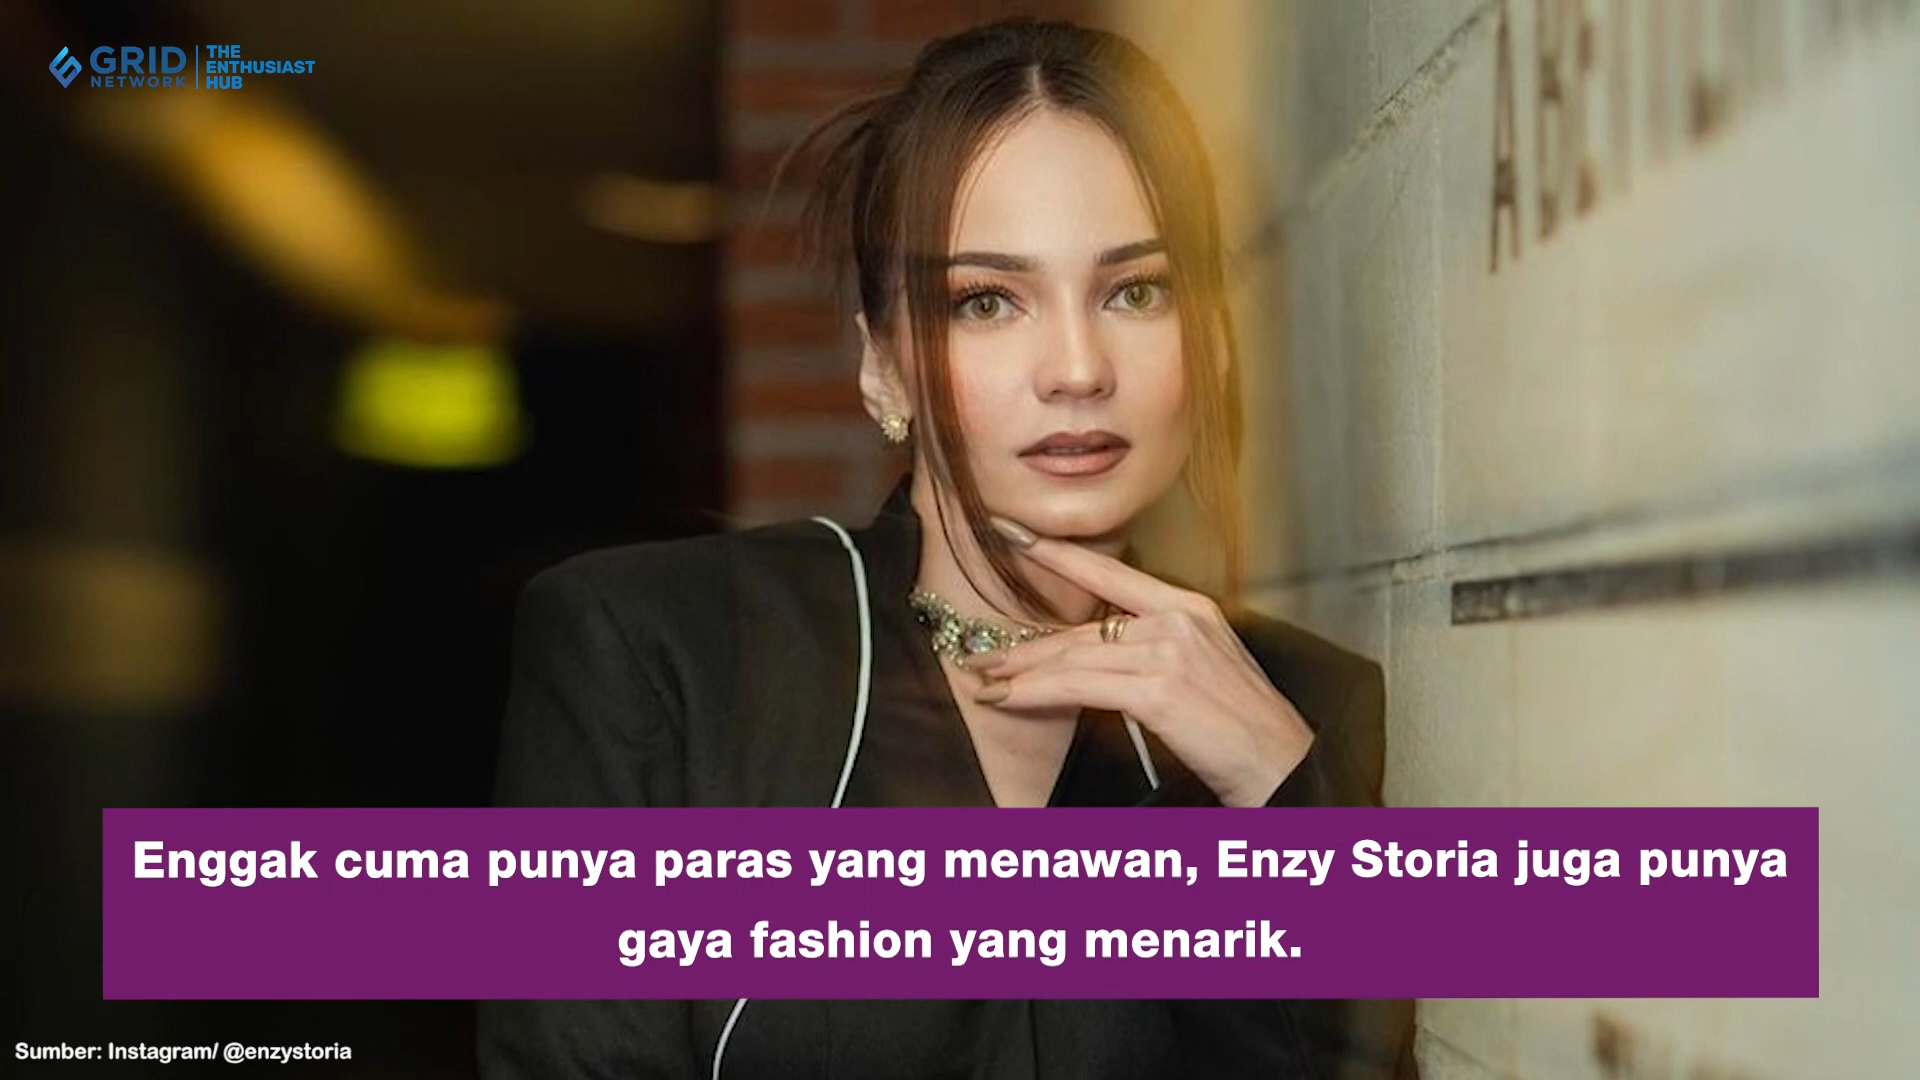 GRID
NETWORK
THE
ENTHUSIAST
HUB
Enggak cuma punya paras yang menawan, Enzy Storia juga punya
gaya fashion yang menarik.
Sumber: Instagram/ @enzystoria